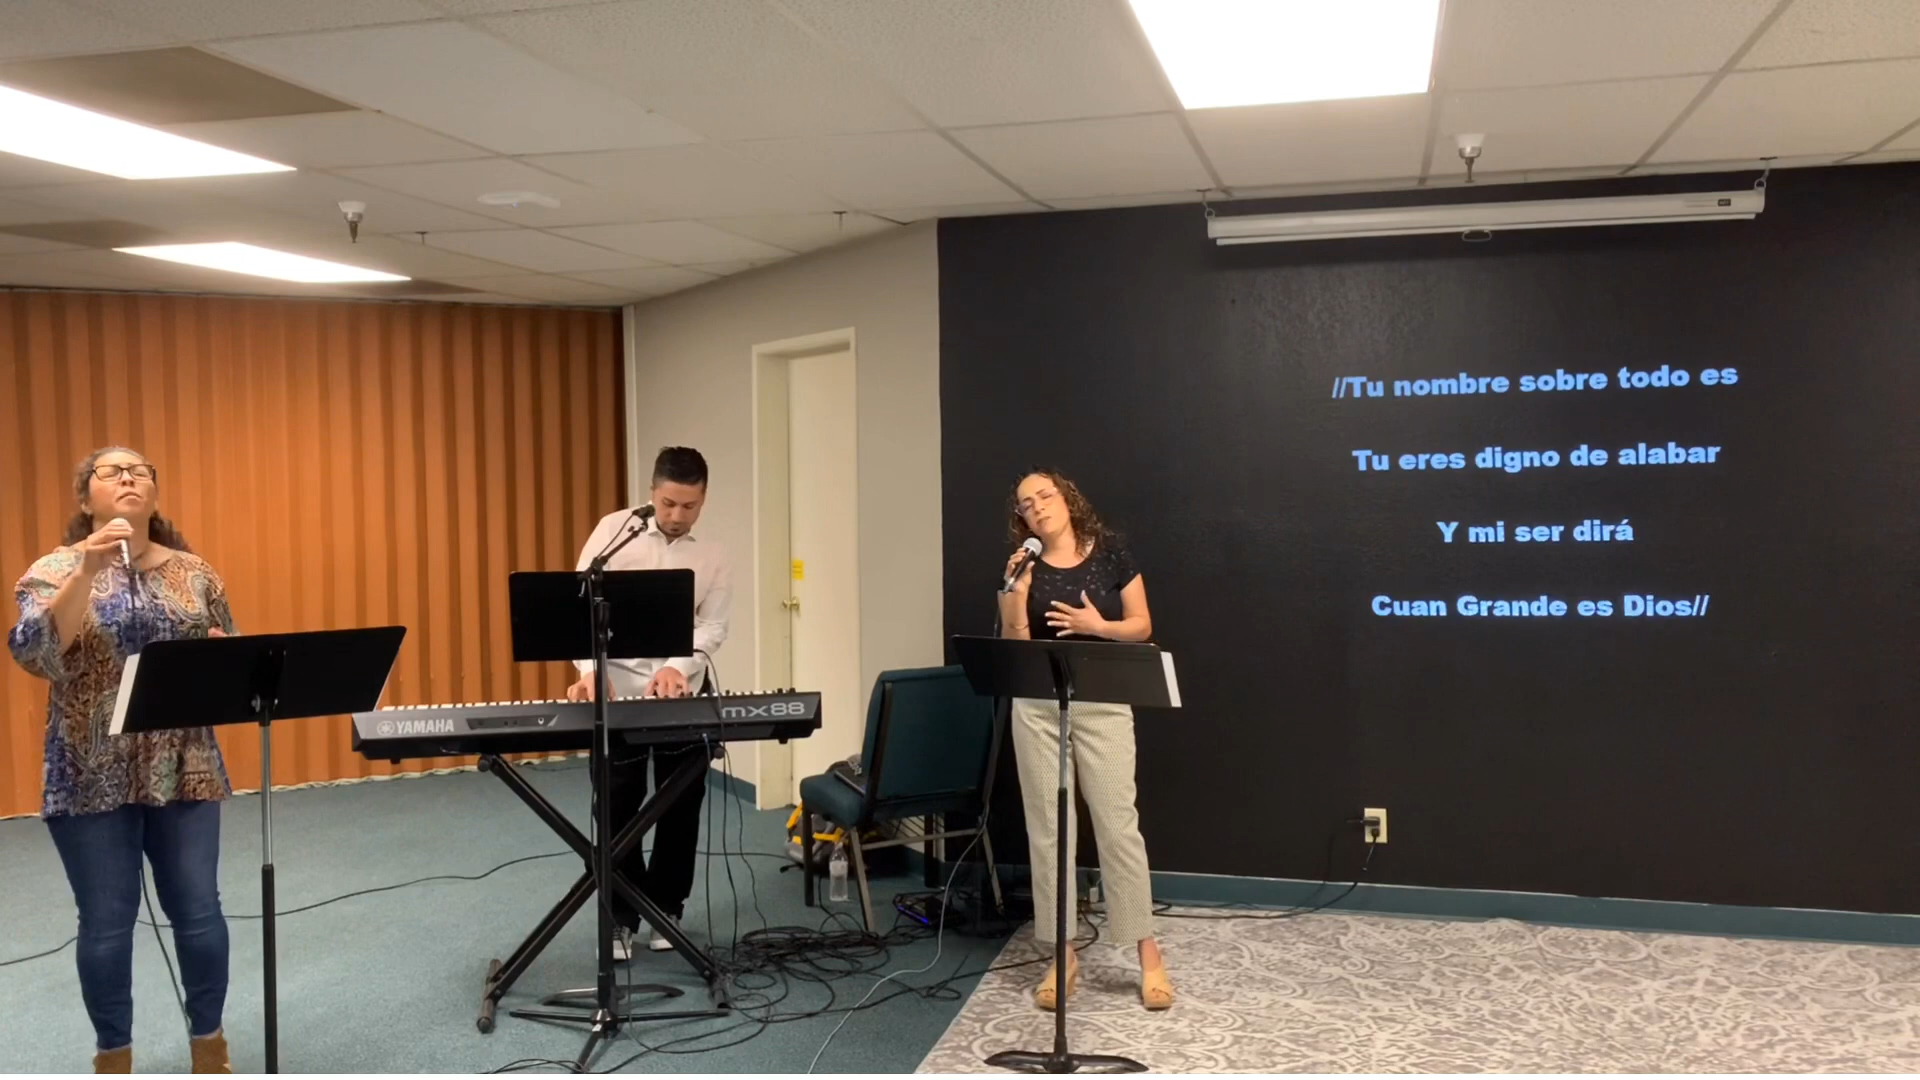 //Tu nombre sobre todo es
Tu eres digno de alabar
Y mi ser dirá
Cuan Grande es Dios//
YAMAHA
mx88